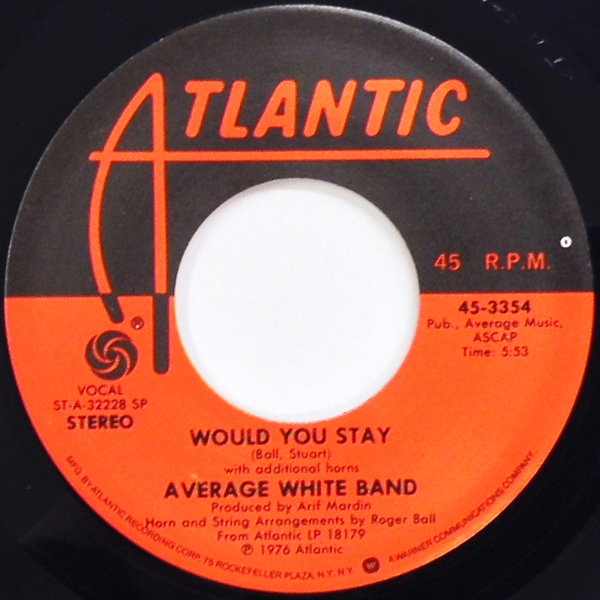 ATLANTIC
45 R.P.M.
45-3354
Pub., Average Music,
ASCAP
Time: 5:53
®
VOCAL
ST-A-32228 SP
STEREO
WOULD YOU STAY
(Ball, Stuart)
with additional horns
AVERAGE WHITE BAND
Produced by Arif Mardin
Horn and String Arrangements by Roger Ball
From Atlantic LP 18179
℗ 1976 Atlantic
MFG. BY ATLANTIC RECORDING CORP., 75 ROCKEFELLER PLAZA, N.Y., N.Y. W A WARNER COMMUNICATIONS COMPANY